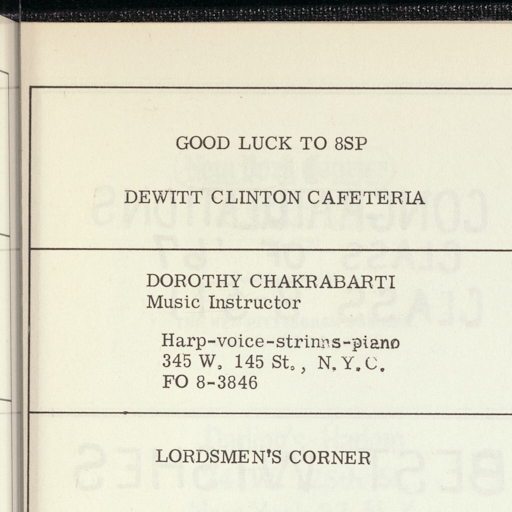 GOOD LUCK TO 8SP
DEWITT CLINTON CAFETERIA
DOROTHY CHAKRABARTI
Music Instructor
Harp-voice-strinns-piano
345 W. 145 St., N.Y.C.
FO 8-3846
LORDSMEN'S CORNER